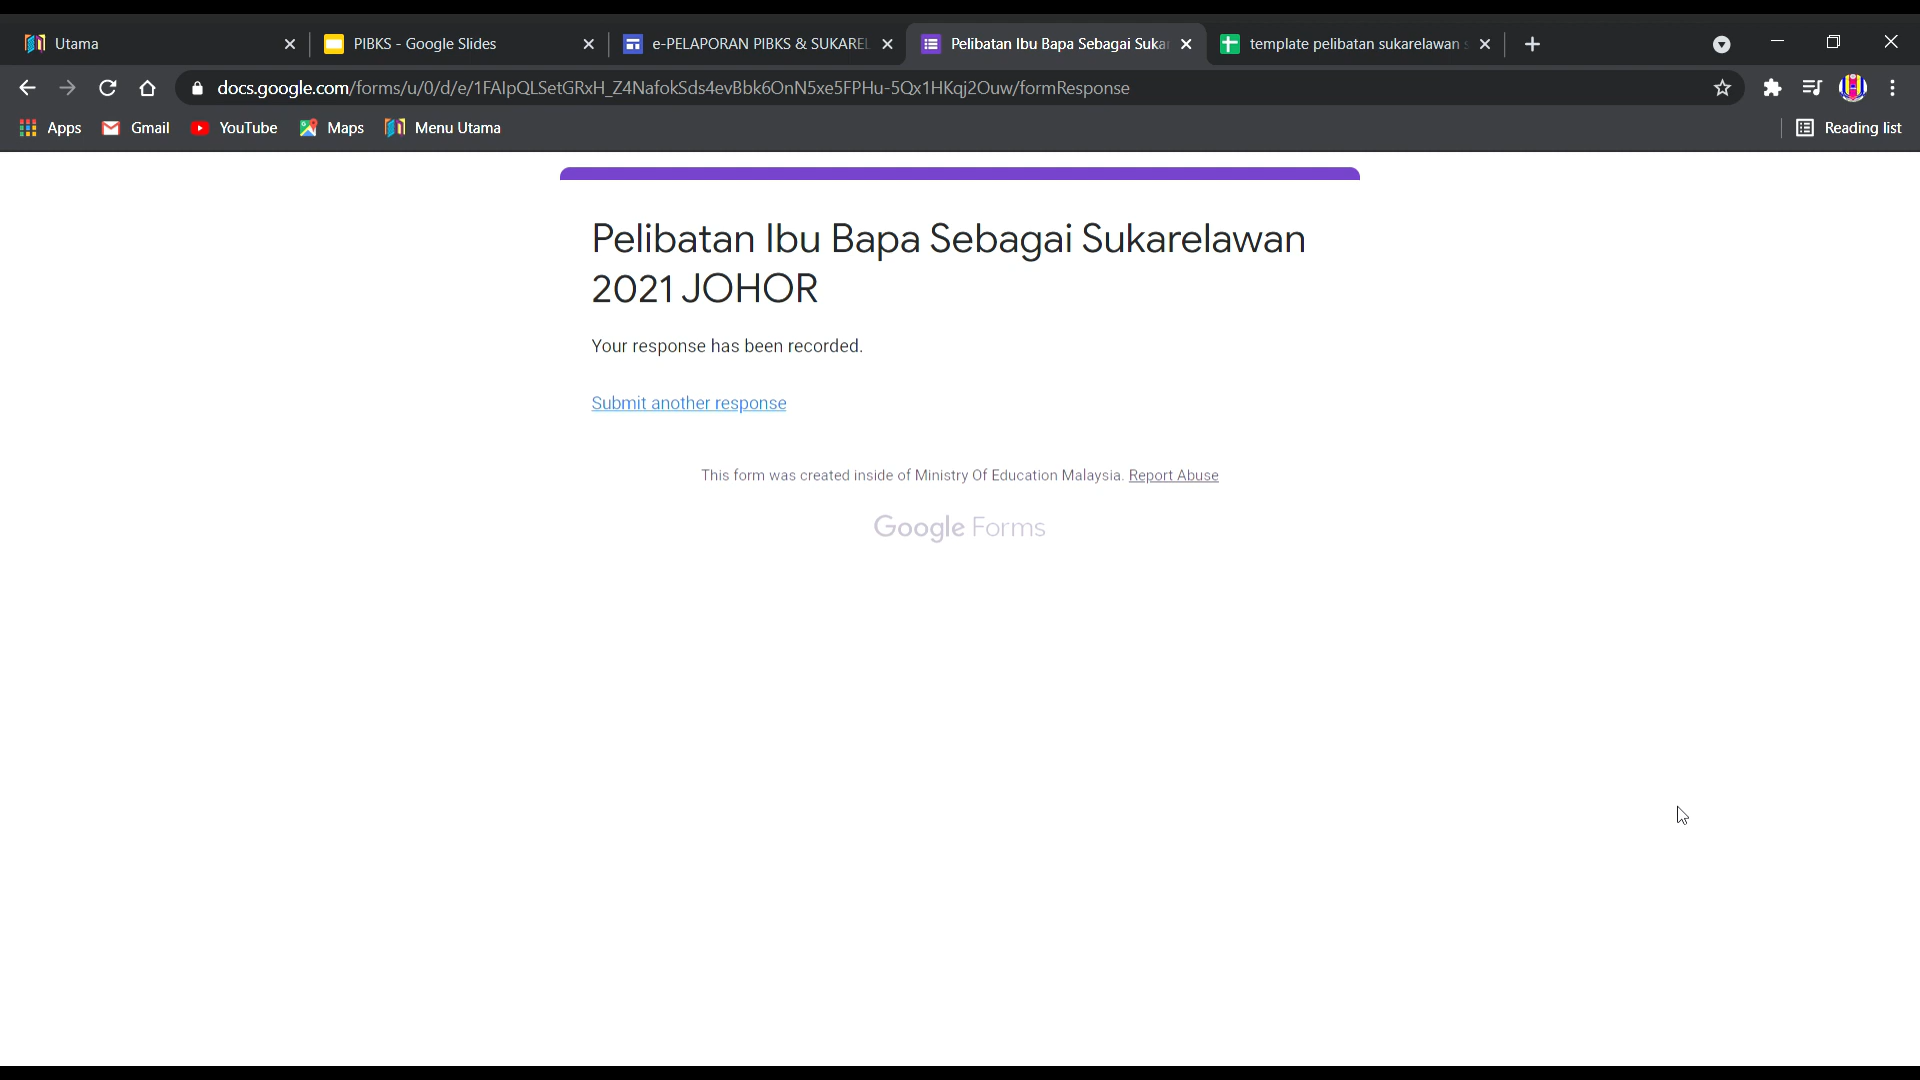 Utama
PIBKS - Google Slides
e-PELAPORAN PIBKS & SUKAREL
Pelibatan Ibu Bapa Sebagai Sukar
template pelibatan sukarelawan
docs.google.com/forms/u/0/d/e/1FAIpQLSetGRxH_Z4NafokSds4evBbk6OnN5xe5FPHu-5Qx1HKqj2Ouw/formResponse
Apps
Gmail
YouTube
Maps
Menu Utama
Reading list
Pelibatan Ibu Bapa Sebagai Sukarelawan
2021 JOHOR
Your response has been recorded.
Submit another response
This form was created inside of Ministry Of Education Malaysia. Report Abuse
Google Forms